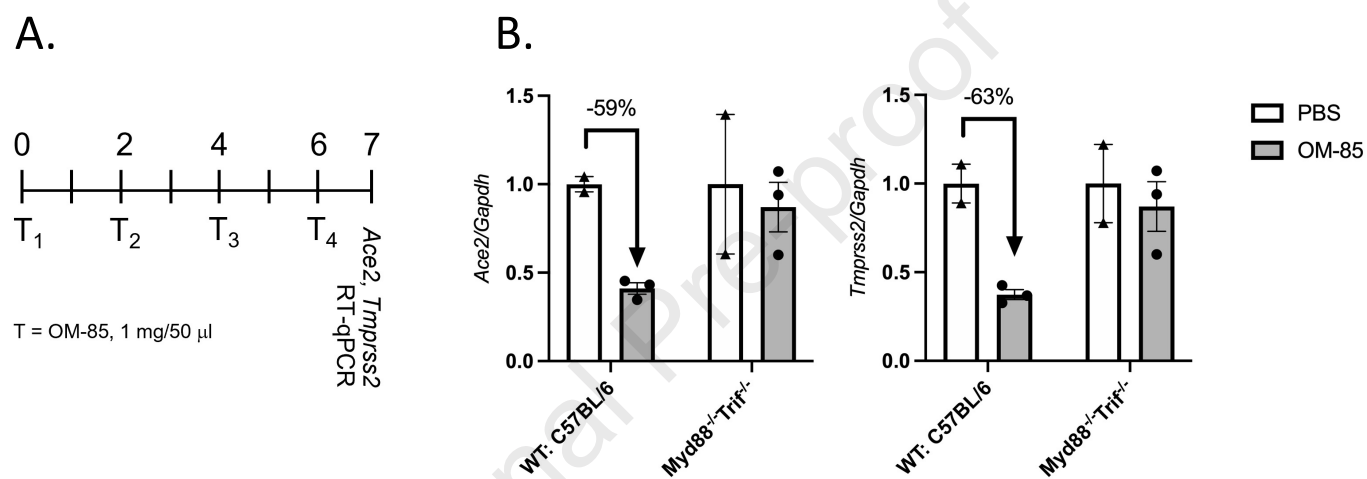 A.
0 2 4 6 7
T1 T2 T3 T4
Ace2, Tmprss2
RT-qPCR
T = OM-85, 1 mg/50 µl
B.
Ace2/Gapdh
1.5
1.0
0.5
0.0
-59%
WT: C57BL/6
Myd88-/-Trif-/-
Tmprss2/Gapdh
1.5
1.0
0.5
0.0
-63%
WT: C57BL/6
Myd88-/-Trif-/-
PBS
OM-85
nal Pre-proof